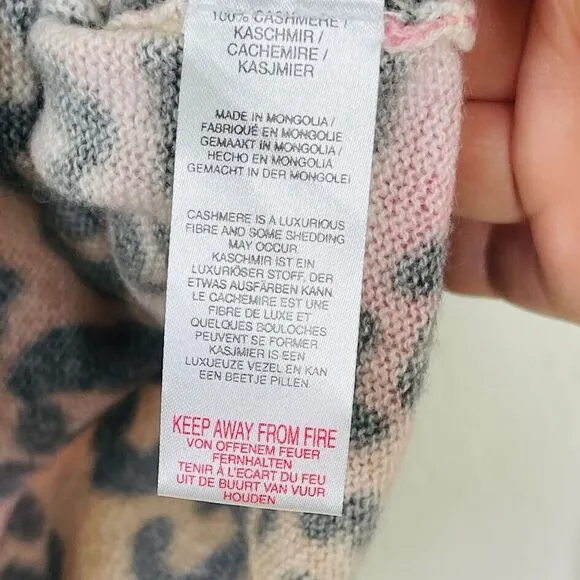 100% CASHMERE /
KASCHMIR /
CACHEMIRE /
KASJMIER
MADE IN MONGOLIA /
FABRIQUÉ EN MONGOLIE
GEMAAKT IN MONGOLIA /
HECHO EN MONGOLIA
GEMACHT IN DER MONGOLEI
CASHMERE IS A LUXURIOUS
FIBRE AND SOME SHEDDING
MAY OCCUR
KASCHMIR IST EIN
LUXURIÖSER STOFF, DER
ETWAS AUSFÄRBEN KANN.
LE CACHEMIRE EST UNE
FIBRE DE LUXE ET
QUELQUES BOULOCHES
PEUVENT SE FORMER
KASJMIER IS EEN
LUXUEUZE VEZEL EN KAN
EEN BEETJE PILLEN.
KEEP AWAY FROM FIRE
VON OFFENEM FEUER
FERNHALTEN
TENIR À L'ECART DU FEU
UIT DE BUURT VAN VUUR
HOUDEN